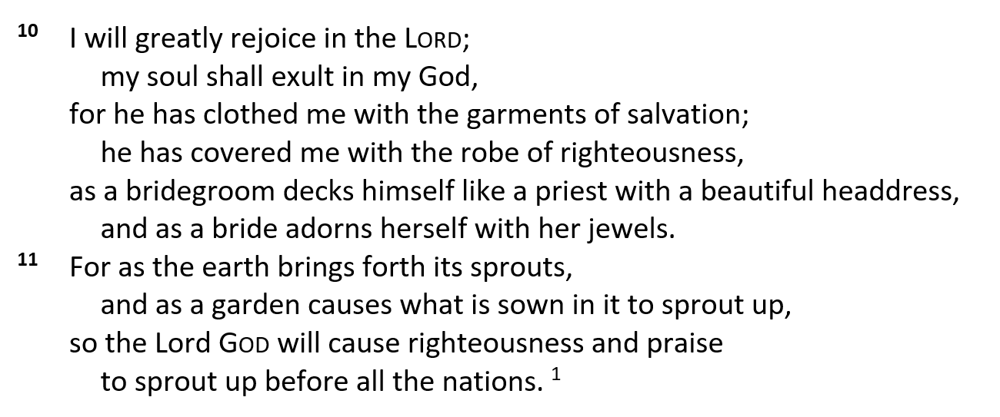 10 I will greatly rejoice in the LORD;
my soul shall exult in my God,
for he has clothed me with the garments of salvation;
he has covered me with the robe of righteousness,
as a bridegroom decks himself like a priest with a beautiful headdress,
and as a bride adorns herself with her jewels.
11 For as the earth brings forth its sprouts,
and as a garden causes what is sown in it to sprout up,
so the Lord GOD will cause righteousness and praise
to sprout up before all the nations. 1